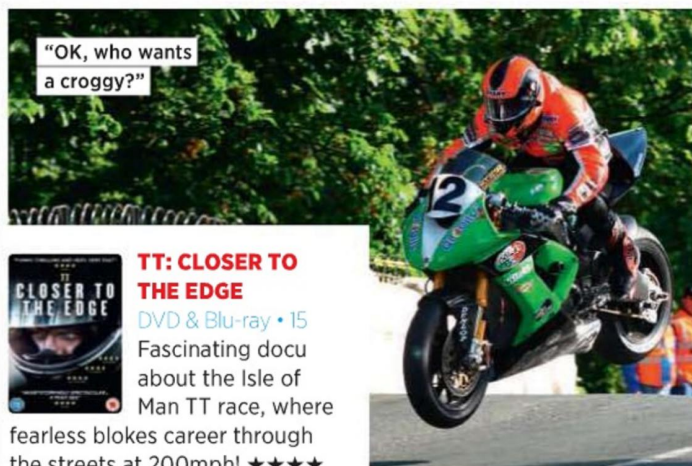 “OK, who wants
a croggy?”
12
TT: CLOSER TO
THE EDGE
DVD & Blu-ray • 15
TT
CLOSER TO
THE EDGE
Fascinating docu
about the Isle of
Man TT race, where
fearless blokes career through
the streets at 200mph! ★★★★